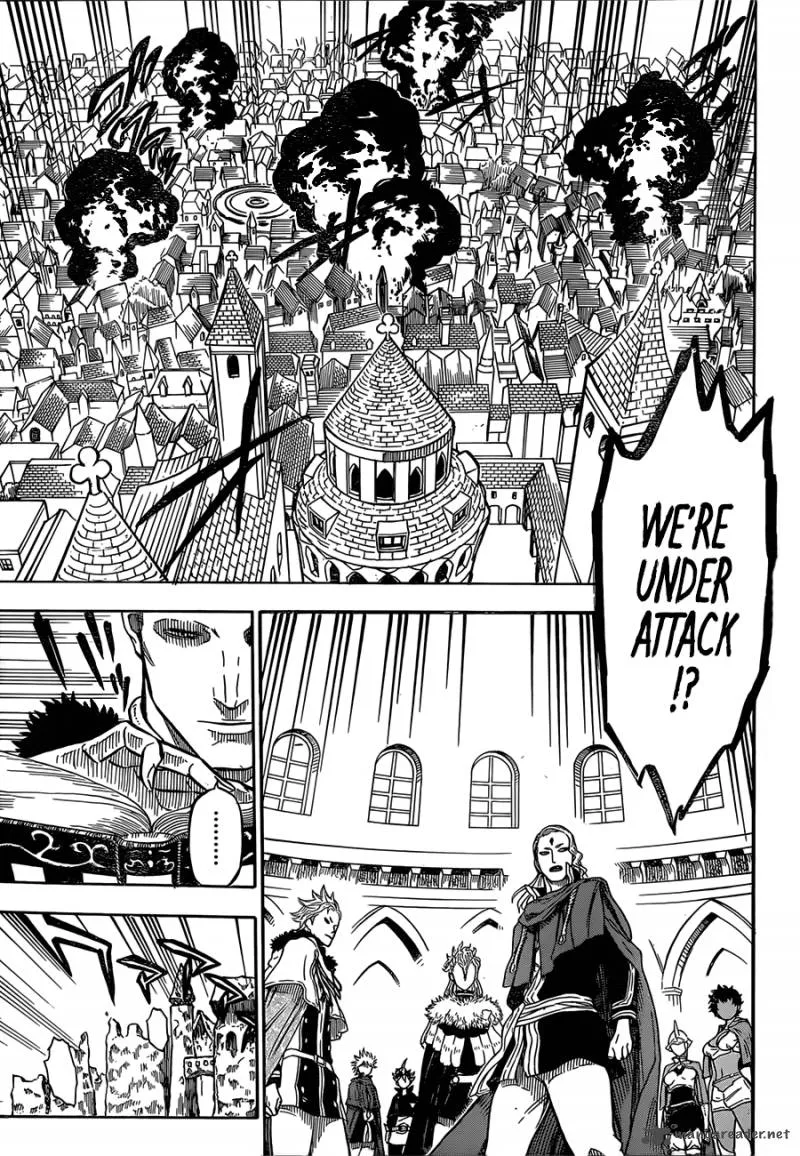 WE'RE
UNDER
ATTACK
!?
........
mangareader.net